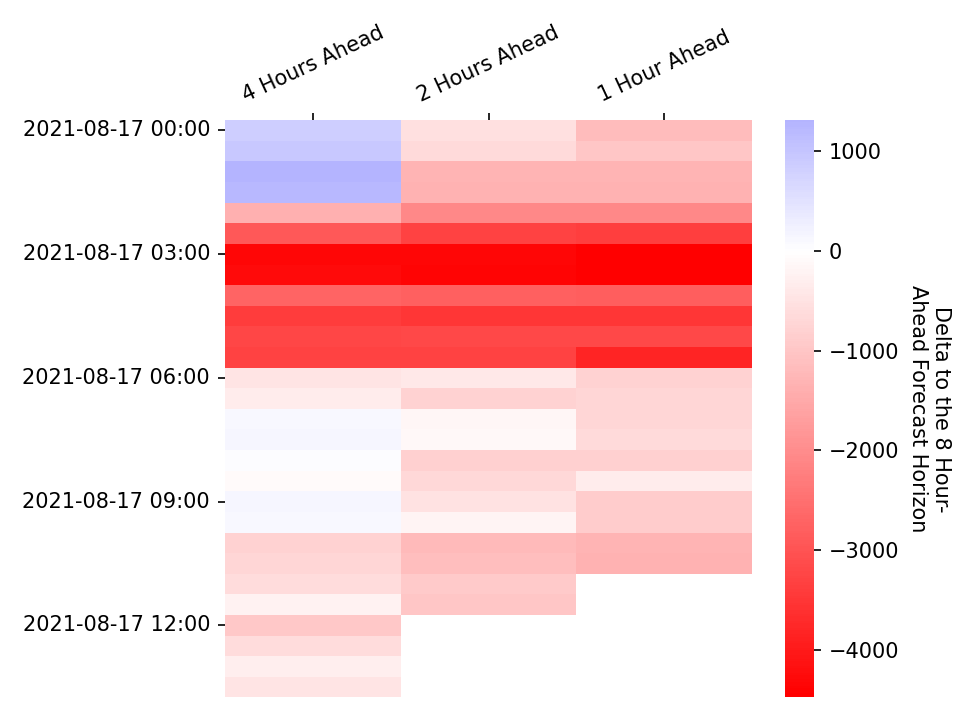 4 Hours Ahead
2 Hours Ahead
1 Hour Ahead
2021-08-17 00:00
2021-08-17 03:00
2021-08-17 06:00
2021-08-17 09:00
2021-08-17 12:00
1000
0
−1000
−2000
−3000
−4000
Delta to the 8 Hour-
Ahead Forecast Horizon